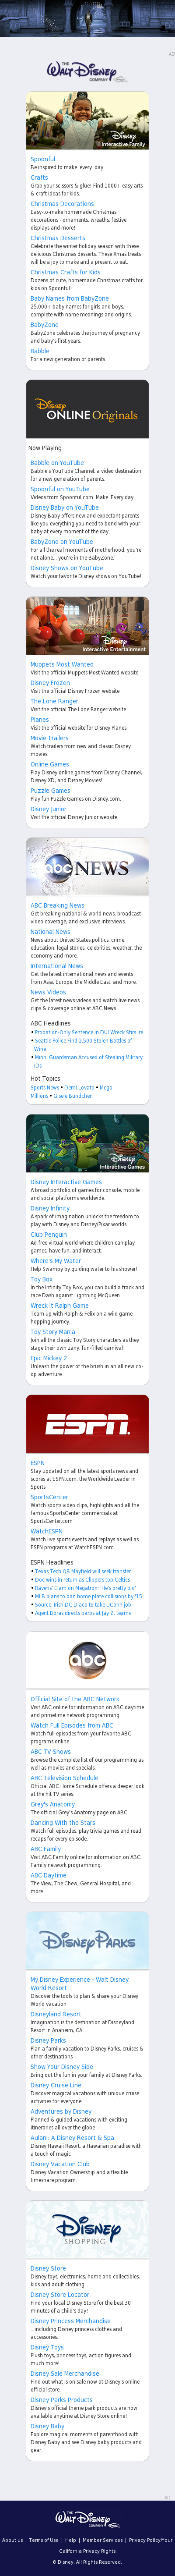 AD
THE
WALT DISNEY
COMPANY
Disney
Interactive Family
Spoonful
Be inspired to make. every. day.
Crafts
Grab your scissors & glue! Find 1000+ easy arts
& craft ideas for kids.
Christmas Decorations
Easy-to-make homemade Christmas
decorations - ornaments, wreaths, festive
displays and more!
Christmas Desserts
Celebrate the winter holiday season with these
delicious Christmas desserts. These Xmas treats
will be a joy to make and a present to eat.
Christmas Crafts for Kids
Dozens of cute, homemade Christmas crafts for
kids on Spoonful!
Baby Names from BabyZone
25,000+ baby names for girls and boys,
complete with name meanings and origins.
BabyZone
BabyZone celebrates the journey of pregnancy
and baby's first years.
Babble
For a new generation of parents.
Disney
ONLINE Originals
Now Playing
Babble on YouTube
Babble's YouTube Channel, a video destination
for a new generation of parents.
Spoonful on YouTube
Videos from Spoonful.com. Make. Every day.
Disney Baby on YouTube
Disney Baby offers new and expectant parents
like you everything you need to bond with your
baby at every moment of the day.
BabyZone on YouTube
For all the mad moments of motherhood, you're
not alone... you're in the BabyZone.
Disney Shows on YouTube
Watch your favorite Disney shows on YouTube!
Disney
Interactive Entertainment
Muppets Most Wanted
Visit the official Muppets Most Wanted website.
Disney Frozen
Visit the official Disney Frozen website.
The Lone Ranger
Visit the official The Lone Ranger website.
Planes
Visit the official website for Disney Planes.
Movie Trailers
Watch trailers from new and classic Disney
movies.
Online Games
Play Disney online games from Disney Channel,
Disney XD, and Disney Movies!
Puzzle Games
Play fun Puzzle Games on Disney.com.
Disney Junior
Visit the official Disney Junior website.
abc NEWS
ABC Breaking News
Get breaking national & world news, broadcast
video coverage, and exclusive interviews.
National News
News about United States politics, crime,
education, legal stories, celebrities, weather, the
economy and more.
International News
Get the latest international news and events
from Asia, Europe, the Middle East, and more.
News Videos
Get the latest news videos and watch live news
clips & coverage online at ABC News.
ABC Headlines
• Probation-Only Sentence in DUI Wreck Stirs Ire
• Seattle Police Find 2,500 Stolen Bottles of
Wine
• Minn. Guardsman Accused of Stealing Military
IDs
Hot Topics
Sports News • Demi Lovato • Mega
Millions • Gisele Bundchen
Disney
Interactive Games
Disney Interactive Games
A broad portfolio of games for console, mobile
and social platforms worldwide.
Disney Infinity
A spark of imagination unlocks the freedom to
play with Disney and Disney/Pixar worlds.
Club Penguin
Ad-free virtual world where children can play
games, have fun, and interact.
Where's My Water
Help Swampy by guiding water to his shower!
Toy Box
In the Infinity Toy Box, you can build a track and
race Dash against Lightning McQueen.
Wreck It Ralph Game
Team up with Ralph & Felix on a wild game-
hopping journey.
Toy Story Mania
Join all the classic Toy Story characters as they
stage their own zany, fun-filled carnival!
Epic Mickey 2
Unleash the power of the brush in an all new co-
op adventure.
ESPN
ESPN
Stay updated on all the latest sports news and
scores at ESPN.com, the Worldwide Leader in
Sports.
SportsCenter
Watch sports video clips, highlights and all the
famous SportsCenter commercials at
SportsCenter.com.
WatchESPN
Watch live sports events and replays as well as
ESPN programs at WatchESPN.com
ESPN Headlines
• Texas Tech QB Mayfield will seek transfer
• Doc wins in return as Clippers top Celtics
• Ravens' Elam on Megatron: 'He's pretty old'
• MLB plans to ban home plate collisions by '15
• Source: Irish DC Diaco to take UConn job
• Agent Boras directs barbs at Jay Z, teams
abc
Official Site of the ABC Network
Visit ABC online for information on ABC daytime
and primetime network programming.
Watch Full Episodes from ABC
Watch full episodes from your favorite ABC
programs online.
ABC TV Shows
Browse the complete list of our programming as
well as movies and specials.
ABC Television Schedule
Official ABC Home Schedule offers a deeper look
at the hit TV series.
Grey's Anatomy
The official Grey's Anatomy page on ABC.
Dancing With the Stars
Watch full episodes, play trivia games and read
recaps for every episode.
ABC Family
Visit ABC Family online for information on ABC
Family network programming.
ABC Daytime
The View, The Chew, General Hospital, and
more...
Disney Parks
My Disney Experience - Walt Disney
World Resort
Discover the tools to plan & share your Disney
World vacation
Disneyland Resort
Imagination is the destination at Disneyland
Resort in Anaheim, CA
Disney Parks
Plan a family vacation to Disney Parks, cruises &
other destinations
Show Your Disney Side
Bring out the fun in your family at Disney Parks.
Disney Cruise Line
Discover magical vacations with unique cruise
activities for everyone
Adventures by Disney
Planned & guided vacations with exciting
itineraries all over the globe
Aulani: A Disney Resort & Spa
Disney Hawaii Resort, a Hawaiian paradise with
a touch of magic
Disney Vacation Club
Disney Vacation Ownership and a flexible
timeshare program
Disney
SHOPPING
Disney Store
Disney toys, electronics, home and collectibles,
kids and adult clothing...
Disney Store Locator
Find your local Disney Store for the best 30
minutes of a child's day!
Disney Princess Merchandise
...including Disney princess clothes and
accessories.
Disney Toys
Plush toys, princess toys, action figures and
much more!
Disney Sale Merchandise
Find out what is on sale now at Disney's online
official store.
Disney Parks Products
Disney's official theme park products are now
available anytime at Disney Store online!
Disney Baby
Explore magical moments of parenthood with
Disney Baby and see Disney baby products and
gear.
AD
WALT DISNEY
COMPANY
About us | Terms of Use | Help | Member Services | Privacy Policy/Your
California Privacy Rights
© Disney. All Rights Reserved.